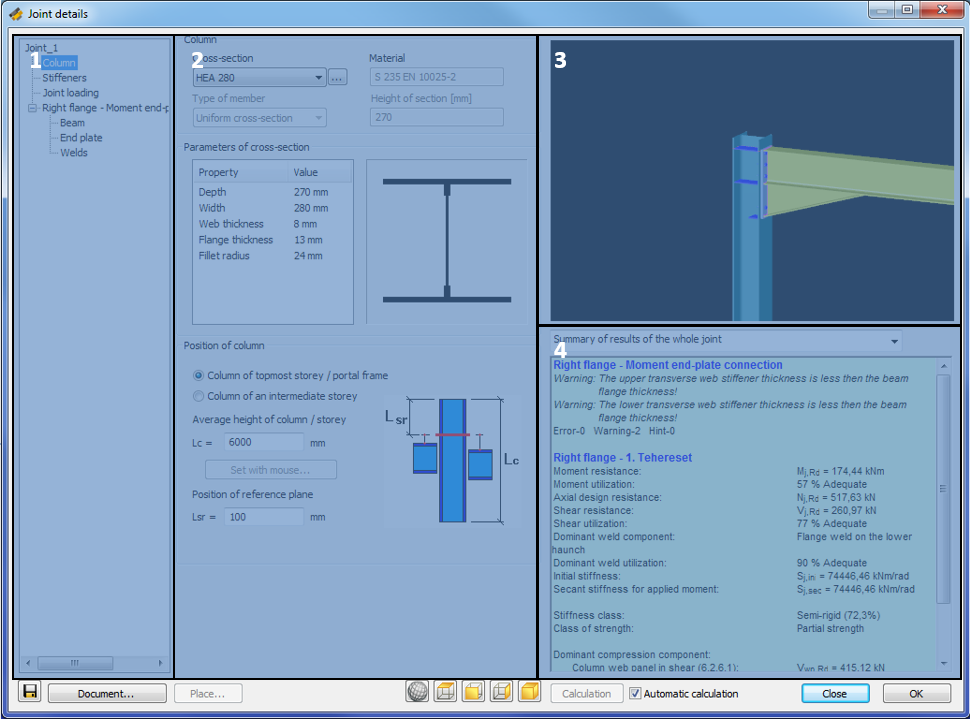 Joint details
Joint_1
1
Column
Stiffeners
Joint loading
Right flange - Moment end-p
Beam
End plate
Welds
Column
2
Cross-section
Material
HEA 280
...
S 235 EN 10025-2
Type of member
Height of section [mm]
Uniform cross-section
270
Parameters of cross-section
Property Value
Depth 270 mm
Width 280 mm
Web thickness 8 mm
Flange thickness 13 mm
Fillet radius 24 mm
Position of column
Column of topmost storey / portal frame
Column of an intermediate storey
Average height of column / storey
Lc = 6000 mm
Set with mouse...
Position of reference plane
Lsr = 100 mm
Lsr
Lc
3
4
Summary of results of the whole joint
Right flange - Moment end-plate connection
Warning: The upper transverse web stiffener thickness is less then the beam
flange thickness!
Warning: The lower transverse web stiffener thickness is less then the beam
flange thickness!
Error-0 Warning-2 Hint-0
Right flange - 1. Tehereset
Moment resistance: Mj,Rd = 174,44 kNm
Moment utilization: 57 % Adequate
Axial design resistance: Nj,Rd = 517,63 kN
Shear resistance: Vj,Rd = 260,97 kN
Shear utilization: 77 % Adequate
Dominant weld component: Flange weld on the lower
haunch
Dominant weld utilization: 90 % Adequate
Initial stiffness: Sj,ini = 74446,46 kNm/rad
Secant stiffness for applied moment: Sj,sec = 74446,46 kNm/rad
Stiffness class: Semi-rigid (72,3%)
Class of strength: Partial strength
Dominant compression component:
Column web panel in shear (6.2.6.1): Vwp,Rd = 415,12 kN
Document... Place... Calculation Automatic calculation Close OK